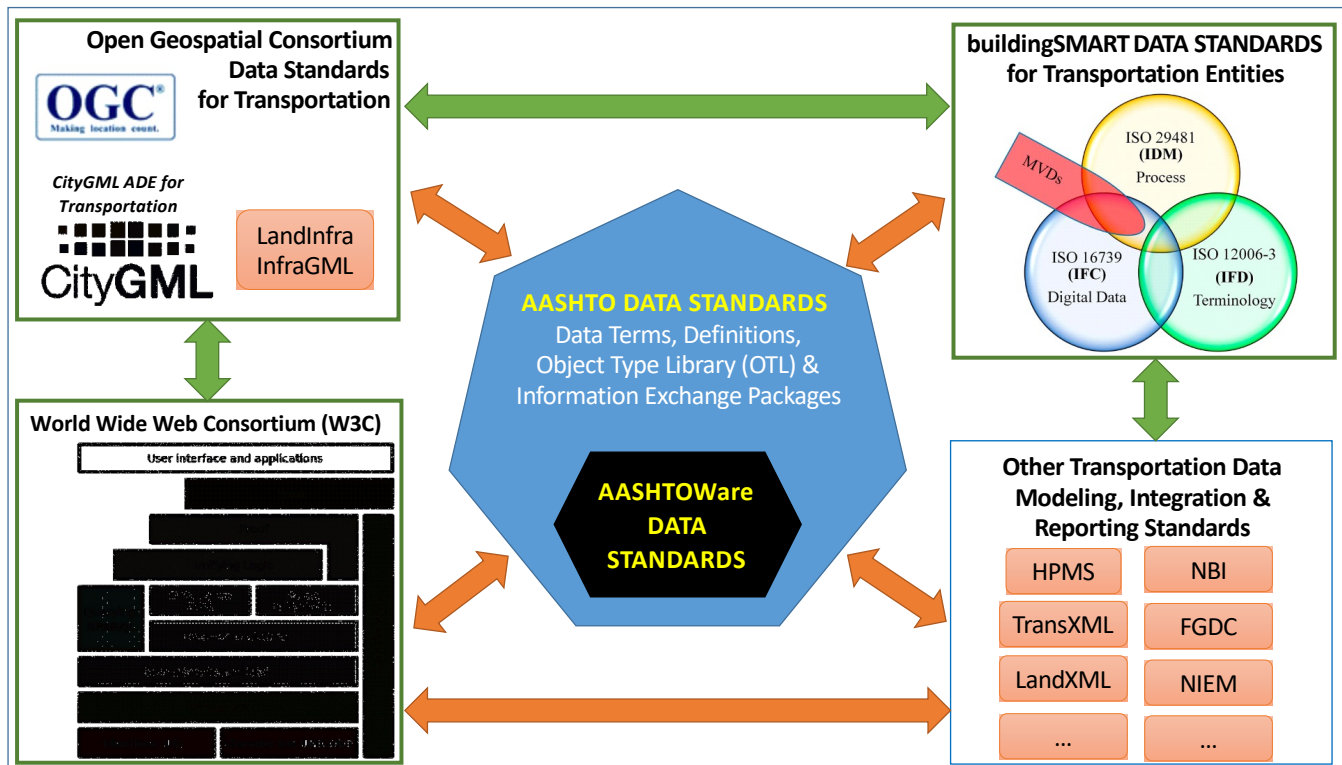 Open Geospatial Consortium
Data Standards
for Transportation
OGC®
Making location count.
CityGML ADE for
Transportation
CityGML
LandInfra
InfraGML
buildingSMART DATA STANDARDS
for Transportation Entities
MVDs
ISO 29481
(IDM)
Process
ISO 16739
(IFC)
Digital Data
ISO 12006-3
(IFD)
Terminology
AASHTO DATA STANDARDS
Data Terms, Definitions,
Object Type Library (OTL) &
Information Exchange Packages
AASHTOWare
DATA
STANDARDS
World Wide Web Consortium (W3C)
User interface and applications
Other Transportation Data
Modeling, Integration &
Reporting Standards
HPMS
NBI
TransXML
FGDC
LandXML
NIEM
...
...